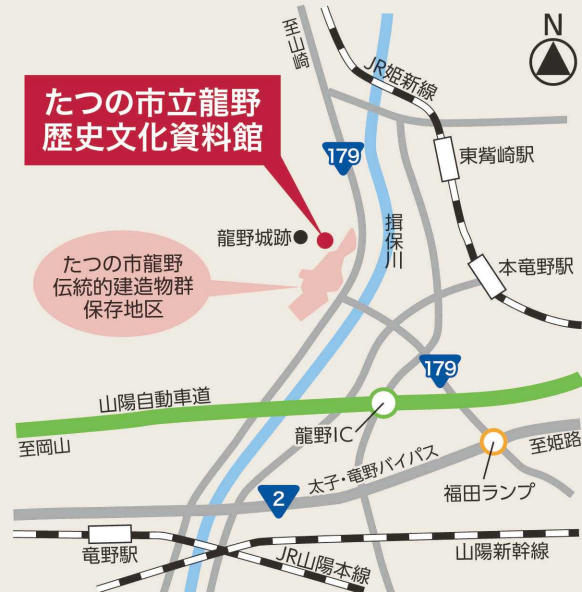 至山崎
N
JR姫新線
たつの市立龍野
歴史文化資料館
179
東觜崎駅
龍野城跡
揖保川
本竜野駅
たつの市龍野
伝統的建造物群
保存地区
179
山陽自動車道
龍野IC
至岡山
至姫路
太子・竜野バイパス
福田ランプ
2
竜野駅
JR山陽本線
山陽新幹線